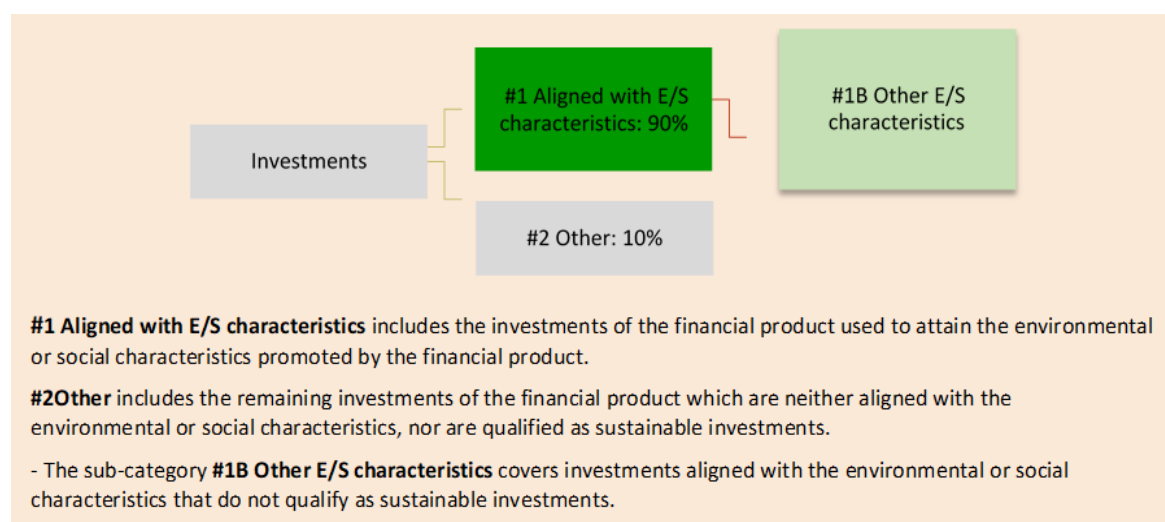 #1 Aligned with E/S
characteristics: 90%
#1B Other E/S
characteristics
Investments
#2 Other: 10%
#1 Aligned with E/S characteristics includes the investments of the financial product used to attain the environmental
or social characteristics promoted by the financial product.
#2Other includes the remaining investments of the financial product which are neither aligned with the
environmental or social characteristics, nor are qualified as sustainable investments.
- The sub-category #1B Other E/S characteristics covers investments aligned with the environmental or social
characteristics that do not qualify as sustainable investments.